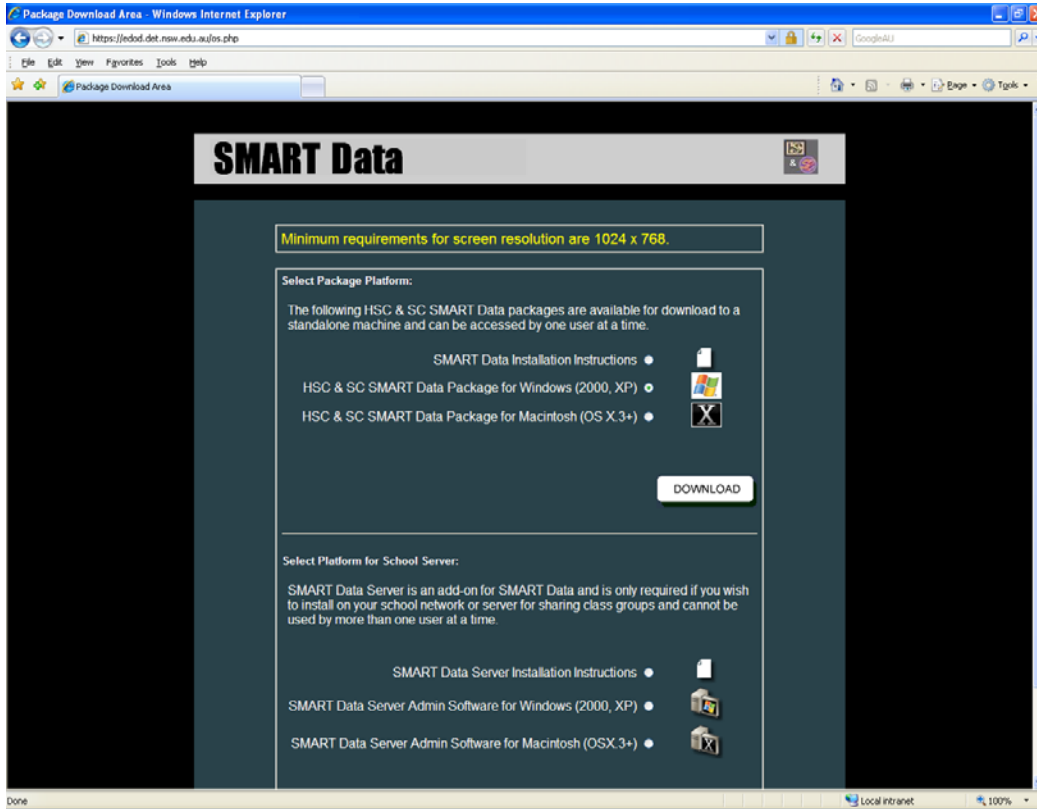 Package Download Area - Windows Internet Explorer
https://edod.det.nsw.edu.au/os.php
GoogleAU
File Edit View Favorites Tools Help
Package Download Area
Page Tools
SMART Data
&
Minimum requirements for screen resolution are 1024 x 768.
Select Package Platform:
The following HSC & SC SMART Data packages are available for download to a
standalone machine and can be accessed by one user at a time.
SMART Data Installation Instructions
HSC & SC SMART Data Package for Windows (2000, XP)
HSC & SC SMART Data Package for Macintosh (OS X.3+)
X
DOWNLOAD
Select Platform for School Server:
SMART Data Server is an add-on for SMART Data and is only required if you wish
to install on your school network or server for sharing class groups and cannot be
used by more than one user at a time.
SMART Data Server Installation Instructions
SMART Data Server Admin Software for Windows (2000, XP)
SMART Data Server Admin Software for Macintosh (OSX.3+)
X
Done
Local intranet
100%